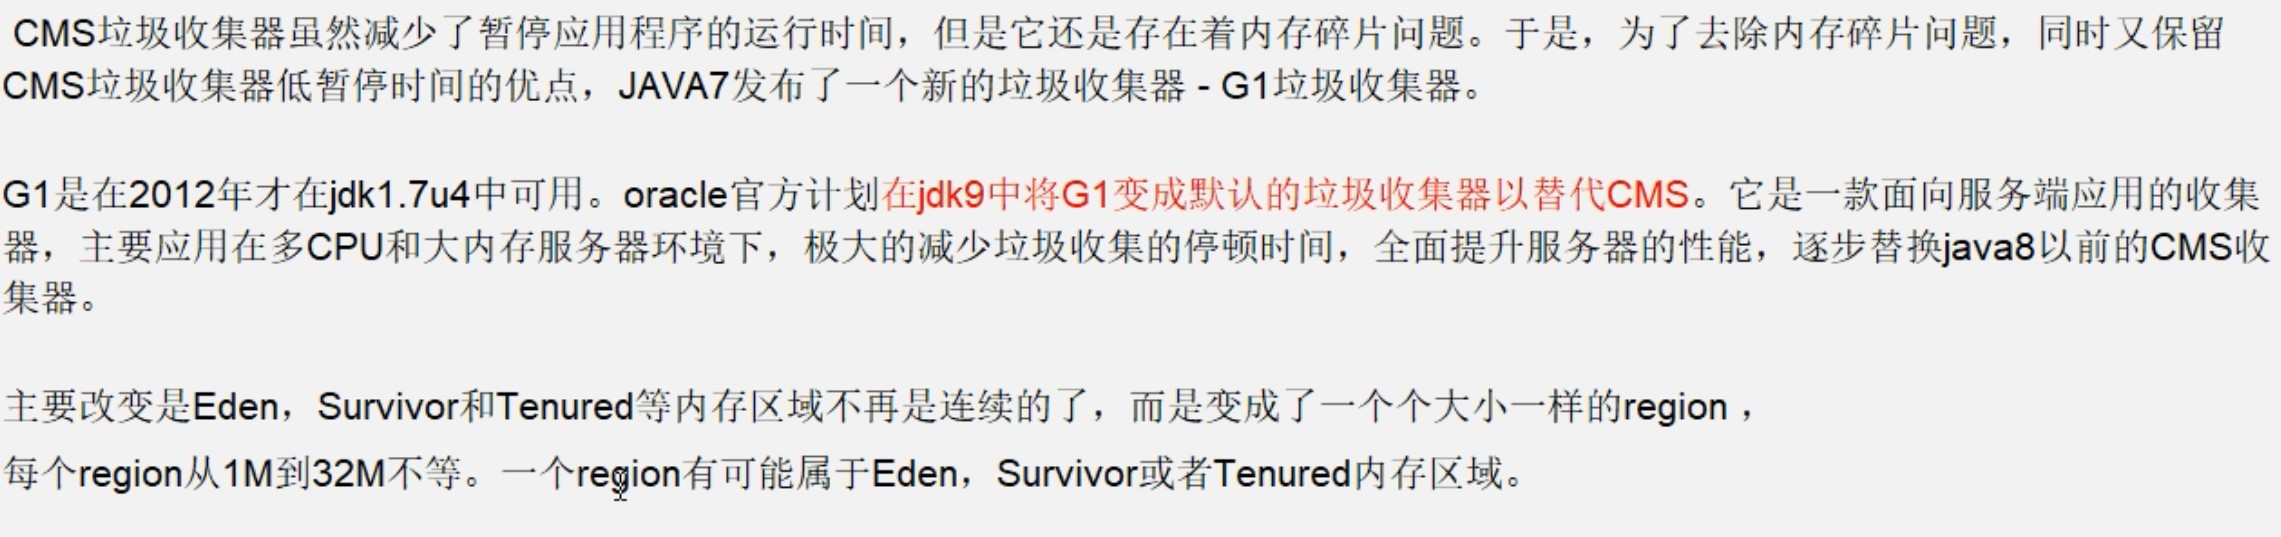 CMS垃圾收集器虽然减少了暂停应用程序的运行时间，但是它还是存在着内存碎片问题。于是，为了去除内存碎片问题，同时又保留
CMS垃圾收集器低暂停时间的优点，JAVA7发布了一个新的垃圾收集器 - G1垃圾收集器。
G1是在2012年才在jdk1.7u4中可用。oracle官方计划在jdk9中将G1变成默认的垃圾收集器以替代CMS。它是一款面向服务端应用的收集
器，主要应用在多CPU和大内存服务器环境下，极大的减少垃圾收集的停顿时间，全面提升服务器的性能，逐步替换java8以前的CMS收
集器。
主要改变是Eden，Survivor和Tenured等内存区域不再是连续的了，而是变成了一个个大小一样的region ，
每个region从1M到32M不等。一个region有可能属于Eden，Survivor或者Tenured内存区域。